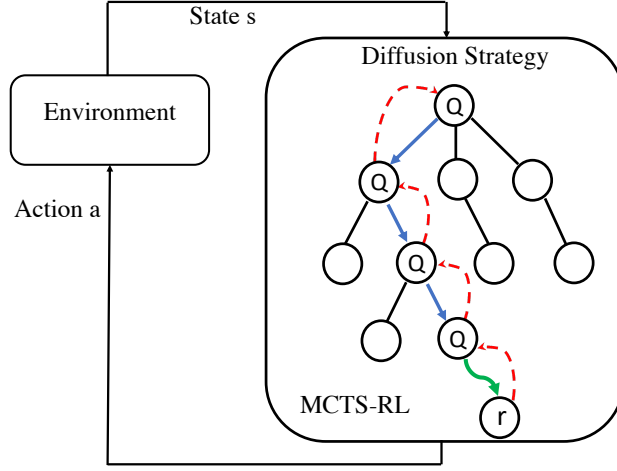 State s
Diffusion Strategy
Environment
Q
Q
Action a
Q
Q
MCTS-RL
r